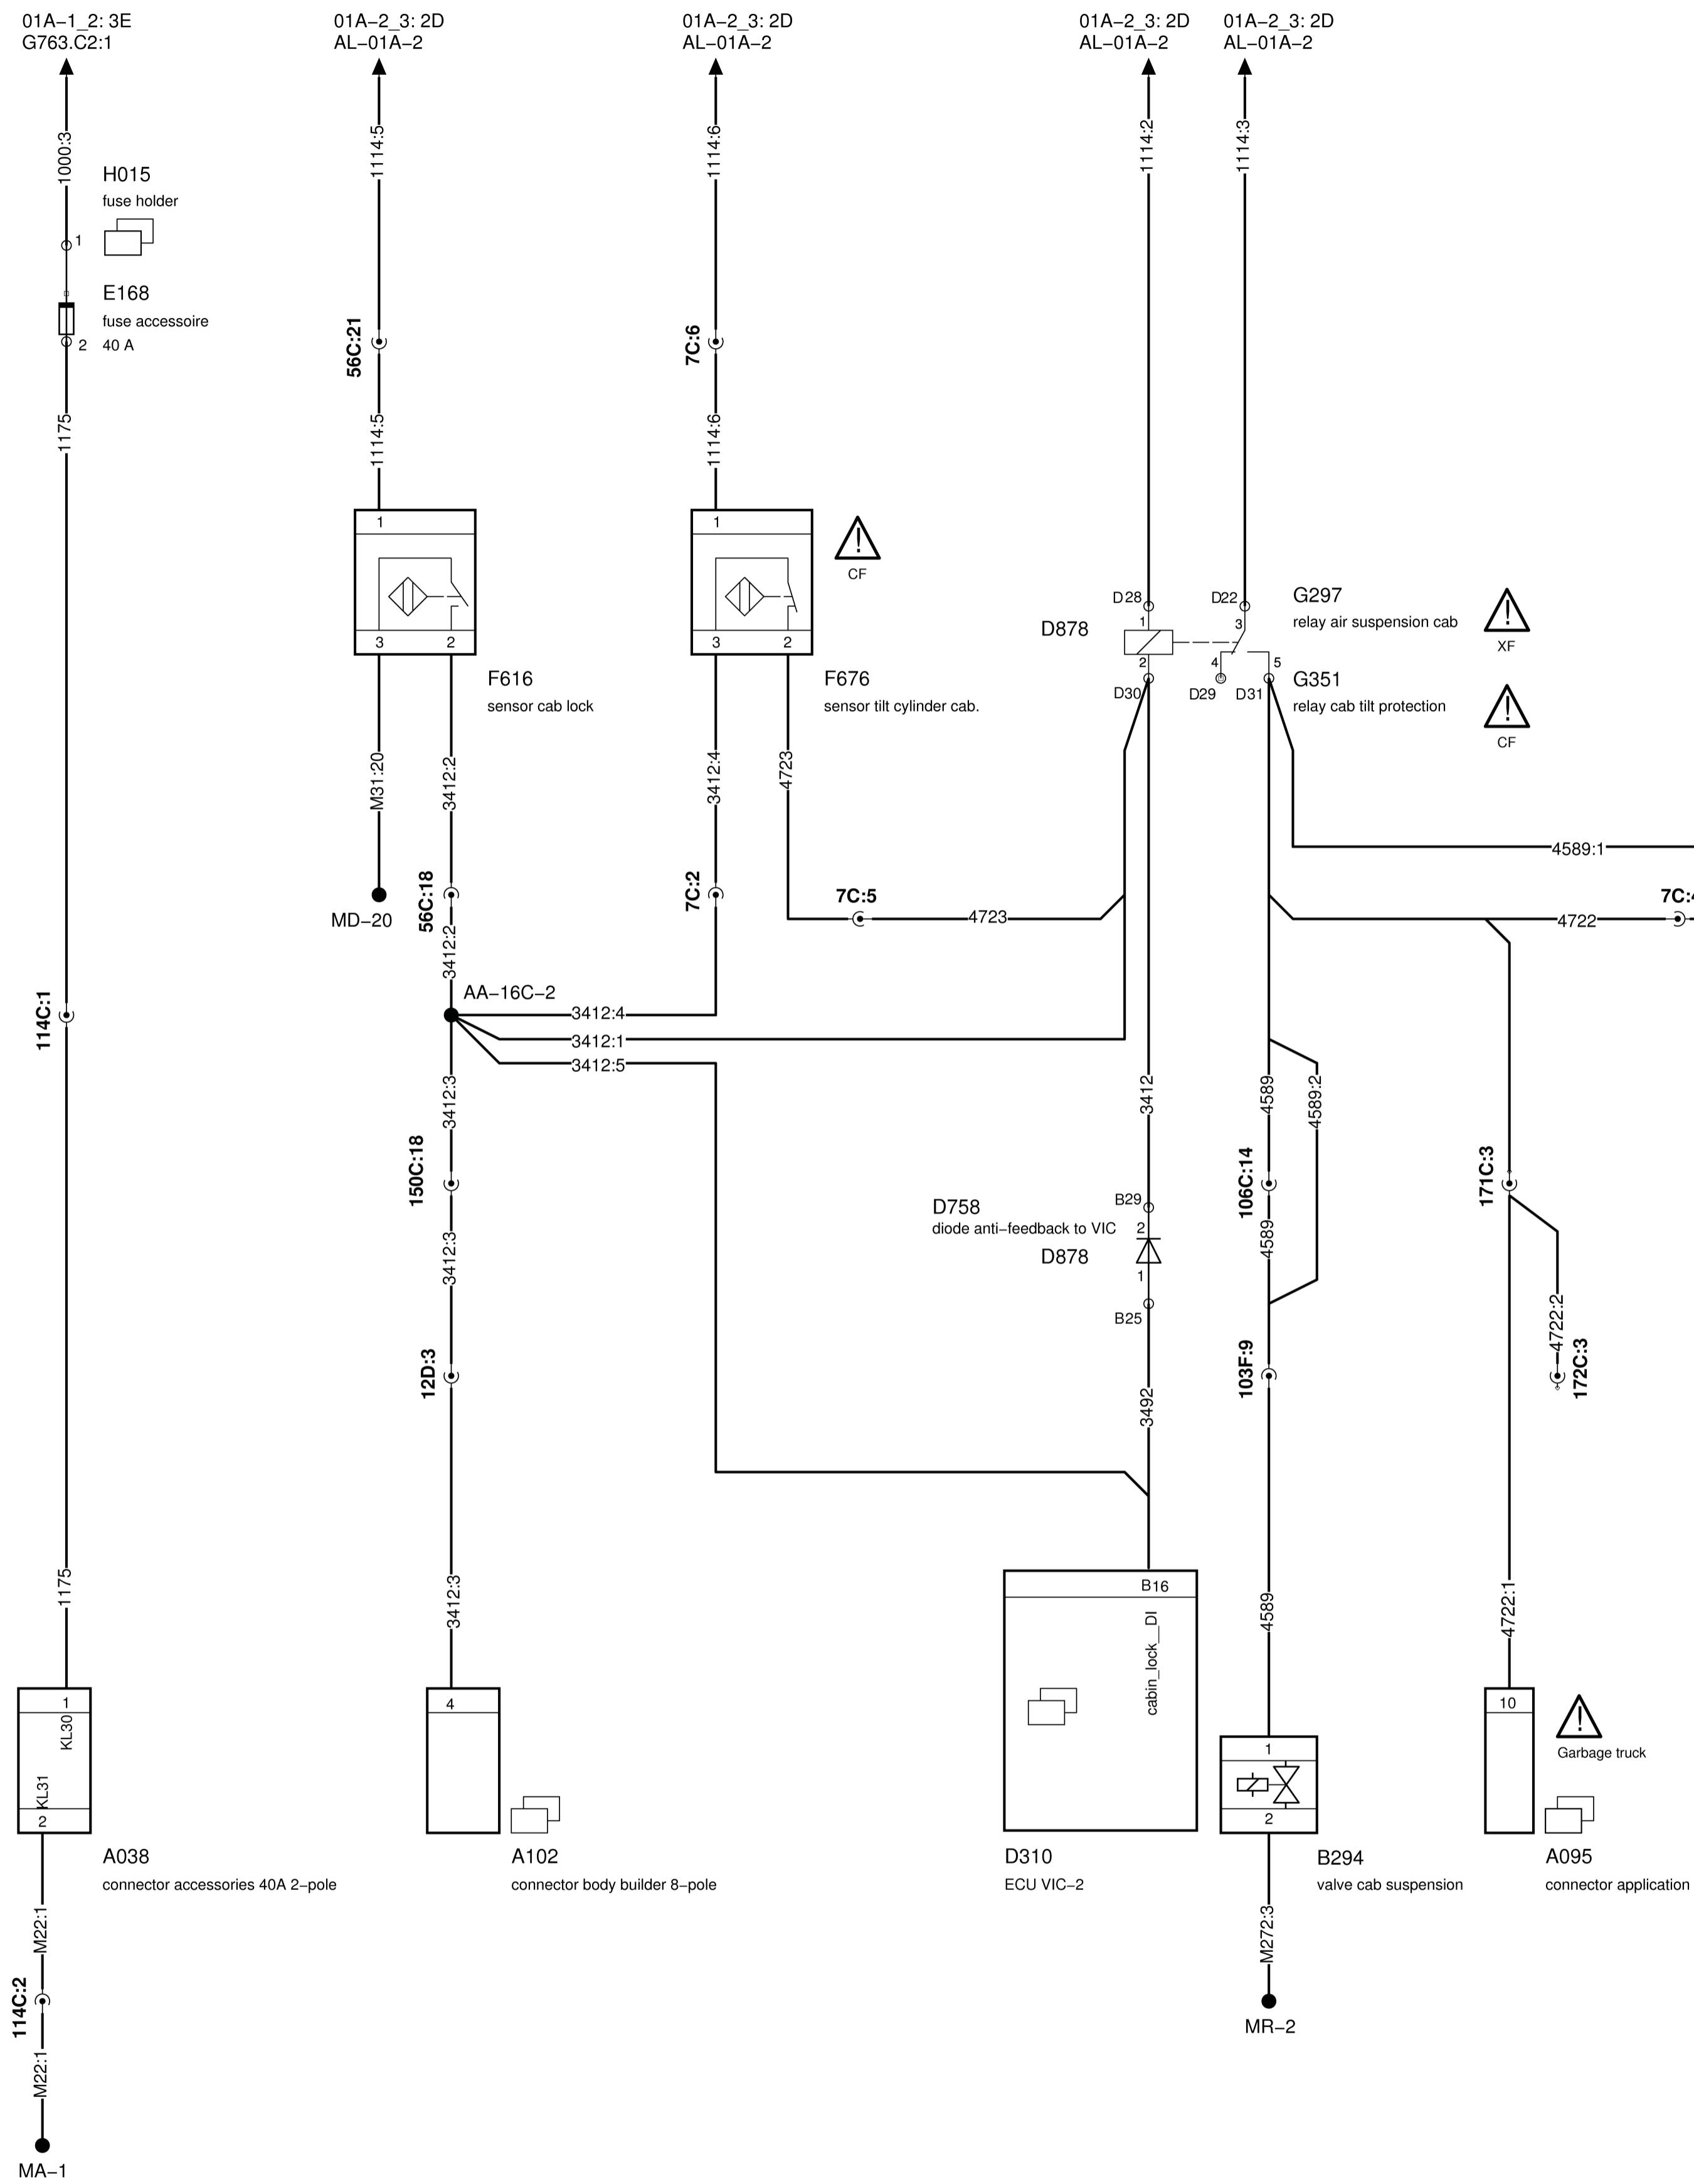 01A−1_2: 3E
G763.C2:1
01A−2_3: 2D
AL−01A−2
01A−2_3: 2D
AL−01A−2
01A−2_3: 2D
AL−01A−2
01A−2_3: 2D
AL−01A−2
1000:3
1114:5
1114:6
1114:2
1114:3
H015
fuse holder
1
E168
fuse accessoire
2
40 A
56C:21
7C:6
1175
1114:5
1114:6
1
1
!
CF
3
2
3
2
F616
sensor cab lock
F676
sensor tilt cylinder cab.
D28
D22
G297
relay air suspension cab
!
XF
D878
1
3
2
4
5
D30
D29
D31
G351
relay cab tilt protection
!
CF
M31:20
3412:2
3412:4
4723
4589:1
MD−20
56C:18
7C:2
7C:5
4723
4722
7C:4
3412:2
114C:1
AA−16C−2
3412:4
3412:1
3412:5
3412:3
3412
4589
4589:2
150C:18
106C:14
171C:3
D758
diode anti−feedback to VIC
D878
B29
2
1
B25
3412:3
4589
4722:2
172C:3
12D:3
103F:9
3492
1175
3412:3
B16
cabin_lock__DI
4589
4722:1
1
KL30
KL31
2
4
1
2
10
!
Garbage truck
A038
connector accessories 40A 2−pole
A102
connector body builder 8−pole
D310
ECU VIC−2
B294
valve cab suspension
A095
connector application
M22:1
M272:3
114C:2
MR−2
M22:1
MA−1